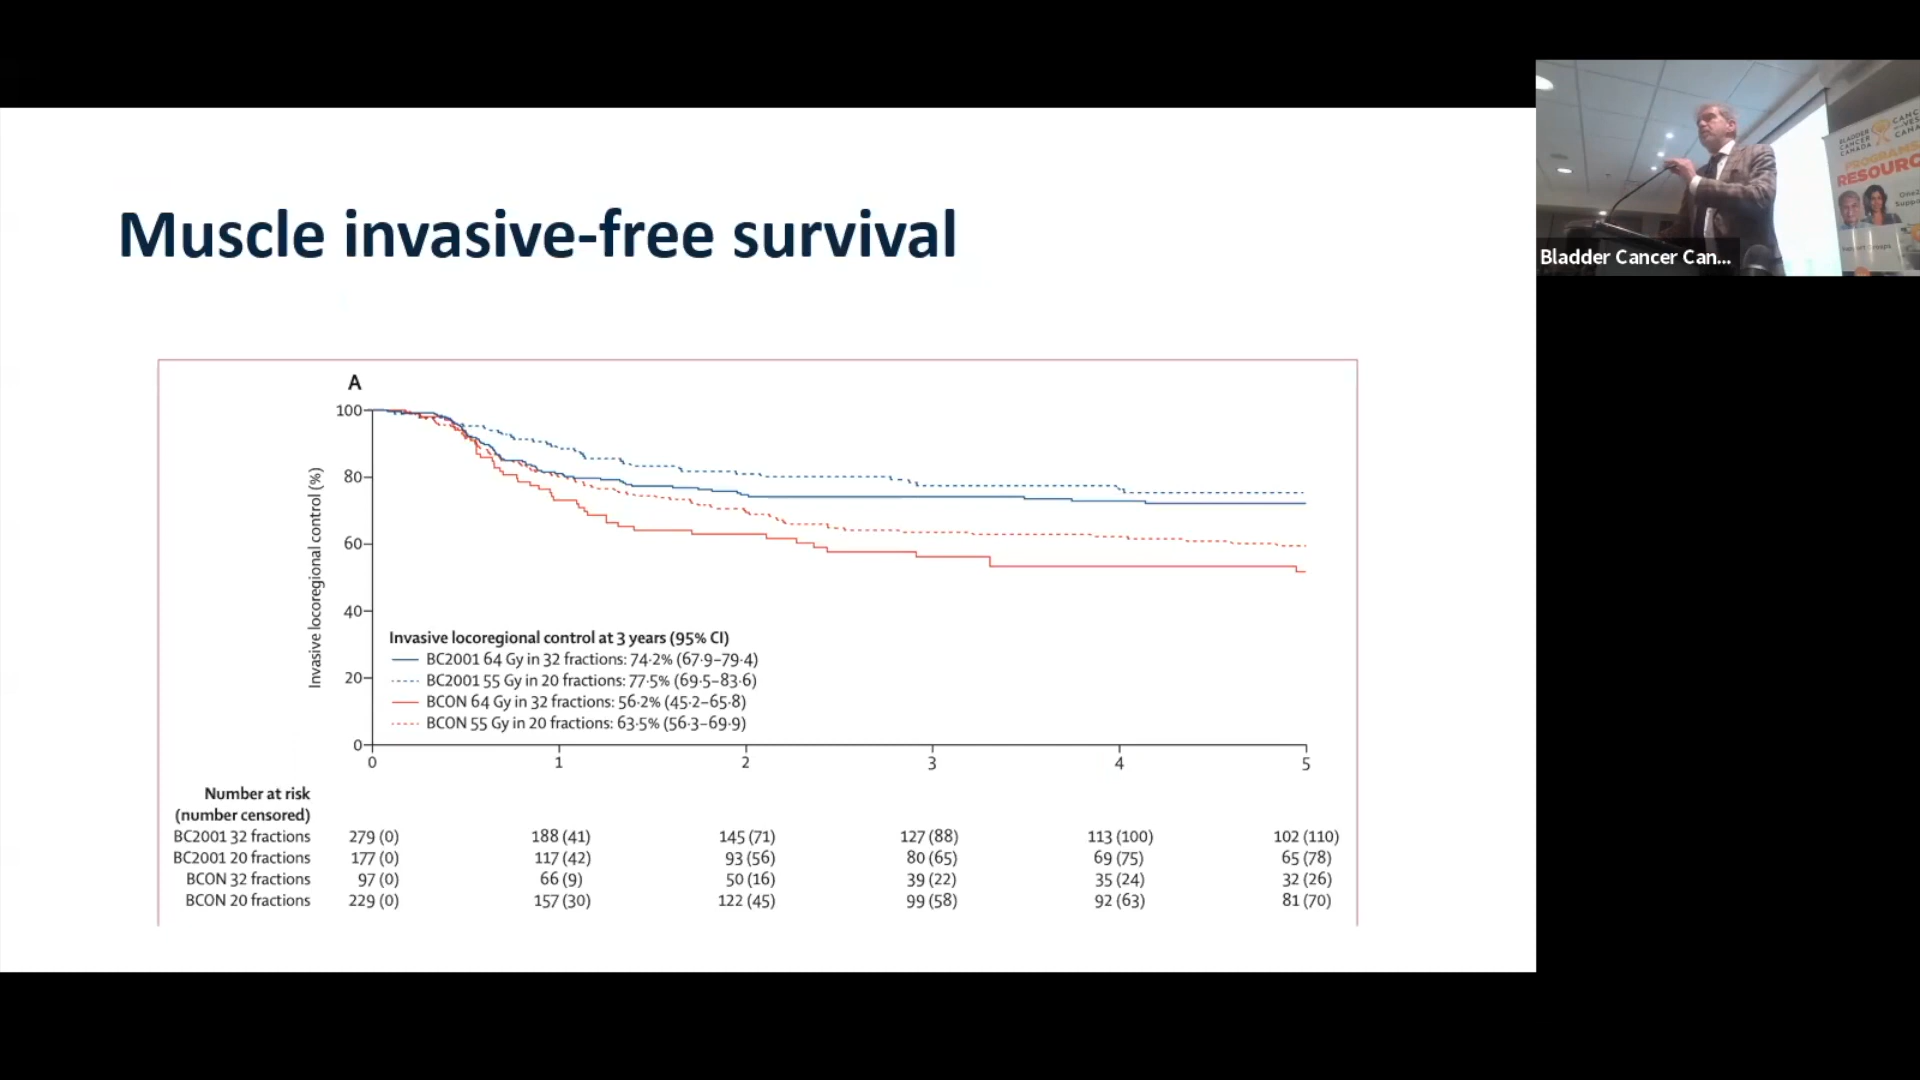 Muscle invasive-free survival
A
100
80
60
40
20
0
Invasive locoregional control (%)
Invasive locoregional control at 3 years (95% CI)
BC2001 64 Gy in 32 fractions: 74·2% (67·9–79·4)
BC2001 55 Gy in 20 fractions: 77·5% (69·5–83·6)
BCON 64 Gy in 32 fractions: 56·2% (45·2–65·8)
BCON 55 Gy in 20 fractions: 63·5% (56·3–69·9)
0 1 2 3 4 5
Number at risk
(number censored)
BC2001 32 fractions 279 (0) 188 (41) 145 (71) 127 (88) 113 (100) 102 (110)
BC2001 20 fractions 177 (0) 117 (42) 93 (56) 80 (65) 69 (75) 65 (78)
BCON 32 fractions 97 (0) 66 (9) 50 (16) 39 (22) 35 (24) 32 (26)
BCON 20 fractions 229 (0) 157 (30) 122 (45) 99 (58) 92 (63) 81 (70)
BLADDER
CANCER
CANADA
RESOURC
Bladder Cancer Can...